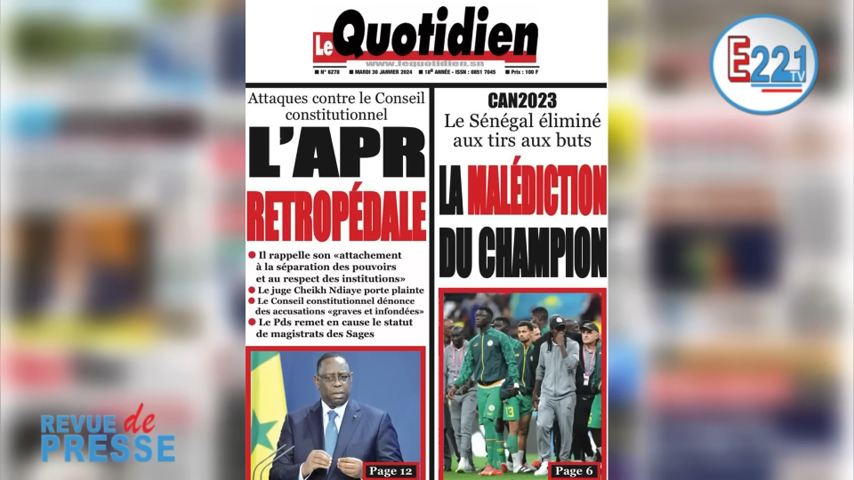 Le Quotidien
www.lequotidien.sn
■ N° 6278 ■ MARDI 30 JANVIER 2024 ■ 18e ANNÉE - ISSN : 0851 7045 ■ Prix : 100 F
Attaques contre le Conseil
constitutionnel
L'APR
RETROPÉDALE
● Il rappelle son «attachement
à la séparation des pouvoirs
et au respect des institutions»
● Le juge Cheikh Ndiaye porte plainte
● Le Conseil constitutionnel dénonce
des accusations «graves et infondées»
● Le Pds remet en cause le statut
de magistrats des Sages
Page 12
CAN2023
Le Sénégal éliminé
aux tirs aux buts
LA MALÉDICTION
DU CHAMPION
13
Page 6
E221
TV
REVUE de
PRESSE